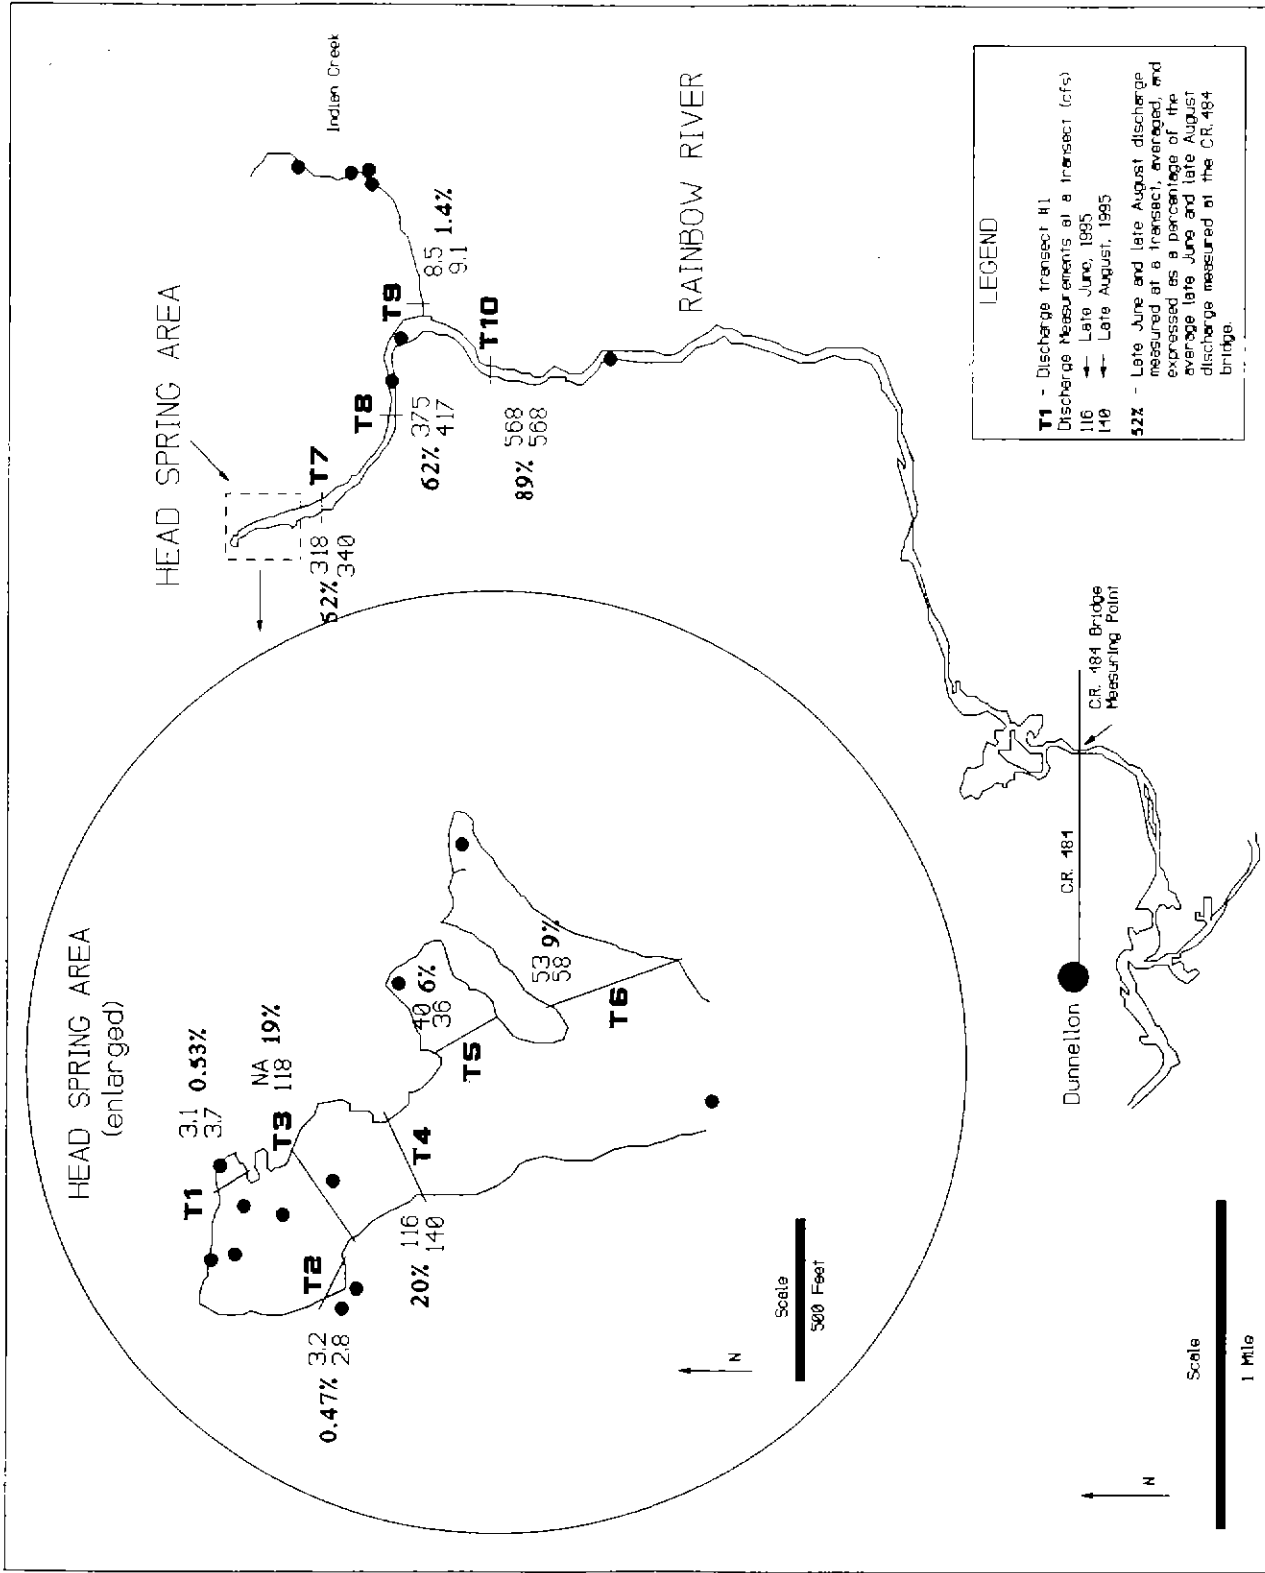 HEAD SPRING AREA
(enlarged)
T1
3.1 0.53%
3.7
T3
NA 19%
118
T2
0.47% 3.2
2.8
T4
20% 116
140
T5
40 6%
36
T6
53 9%
58
Scale
500 Feet
N
HEAD SPRING AREA
T7
52% 318
340
T8
62% 375
417
T9
8.5 1.4%
9.1
T10
89% 568
568
Indian Creek
RAINBOW RIVER
Dunnellon
C.R. 484
C.R. 484 Bridge
Measuring Point
N
Scale
1 Mile
LEGEND
T1 - Discharge transect #1
Discharge Measurements at a transect (cfs)
116 ← Late June, 1995
140 ← Late August, 1995
52% - Late June and late August discharge
measured at a transect, averaged, and
expressed as a percentage of the
average late June and late August
discharge measured at the C.R. 484
bridge.